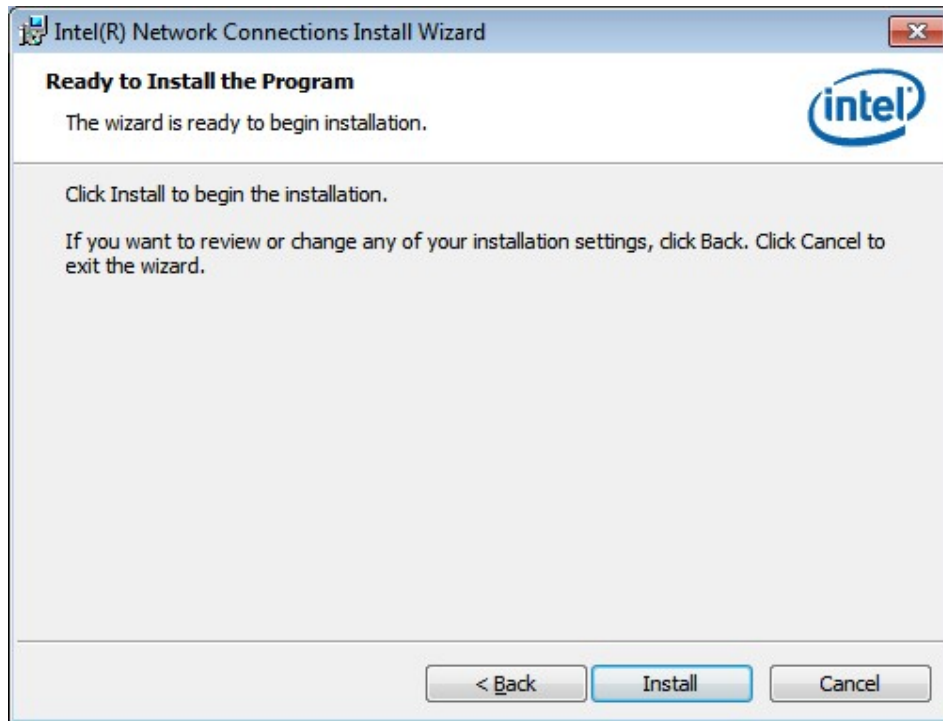 Intel(R) Network Connections Install Wizard
Ready to Install the Program
The wizard is ready to begin installation.
intel
Click Install to begin the installation.
If you want to review or change any of your installation settings, click Back. Click Cancel to
exit the wizard.
< Back
Install
Cancel